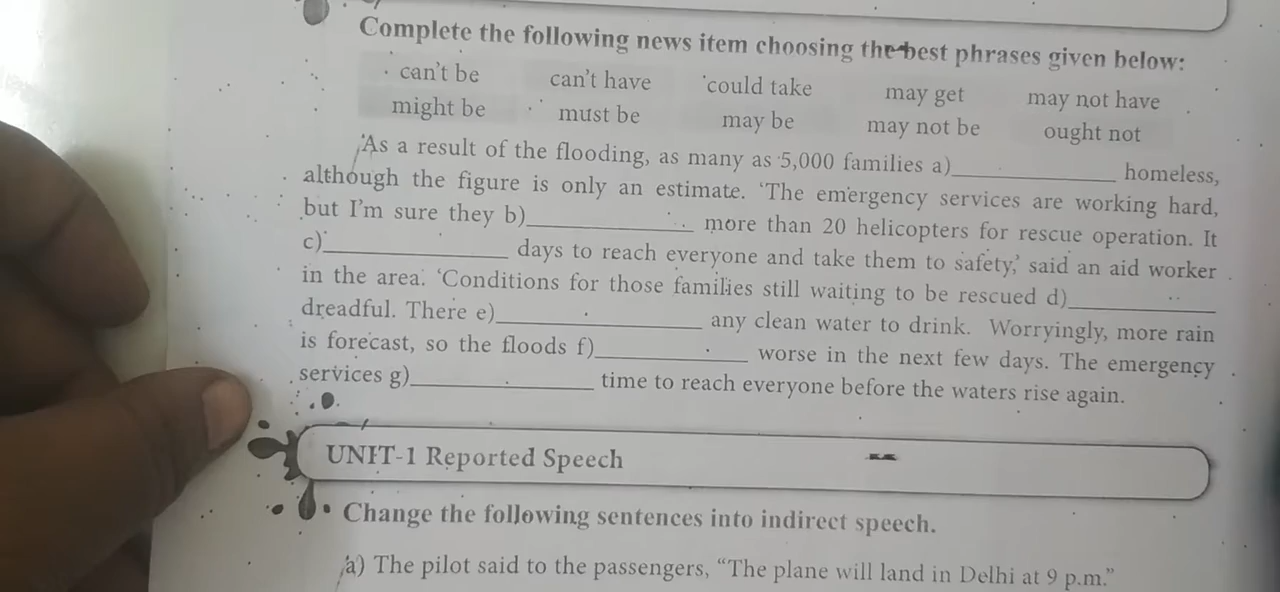 Complete the following news item choosing the best phrases given below:
can't be can't have could take may get may not have
might be must be may be may not be ought not
'As a result of the flooding, as many as 5,000 families a)____________ homeless,
although the figure is only an estimate. 'The emergency services are working hard,
but I'm sure they b)____________ more than 20 helicopters for rescue operation. It
c)____________ days to reach everyone and take them to safety,' said an aid worker
in the area. 'Conditions for those families still waiting to be rescued d)____________
dreadful. There e)____________ any clean water to drink. Worryingly, more rain
is forecast, so the floods f)____________ worse in the next few days. The emergency
services g)____________ time to reach everyone before the waters rise again.
UNIT-1 Reported Speech
Change the following sentences into indirect speech.
a) The pilot said to the passengers, “The plane will land in Delhi at 9 p.m.”